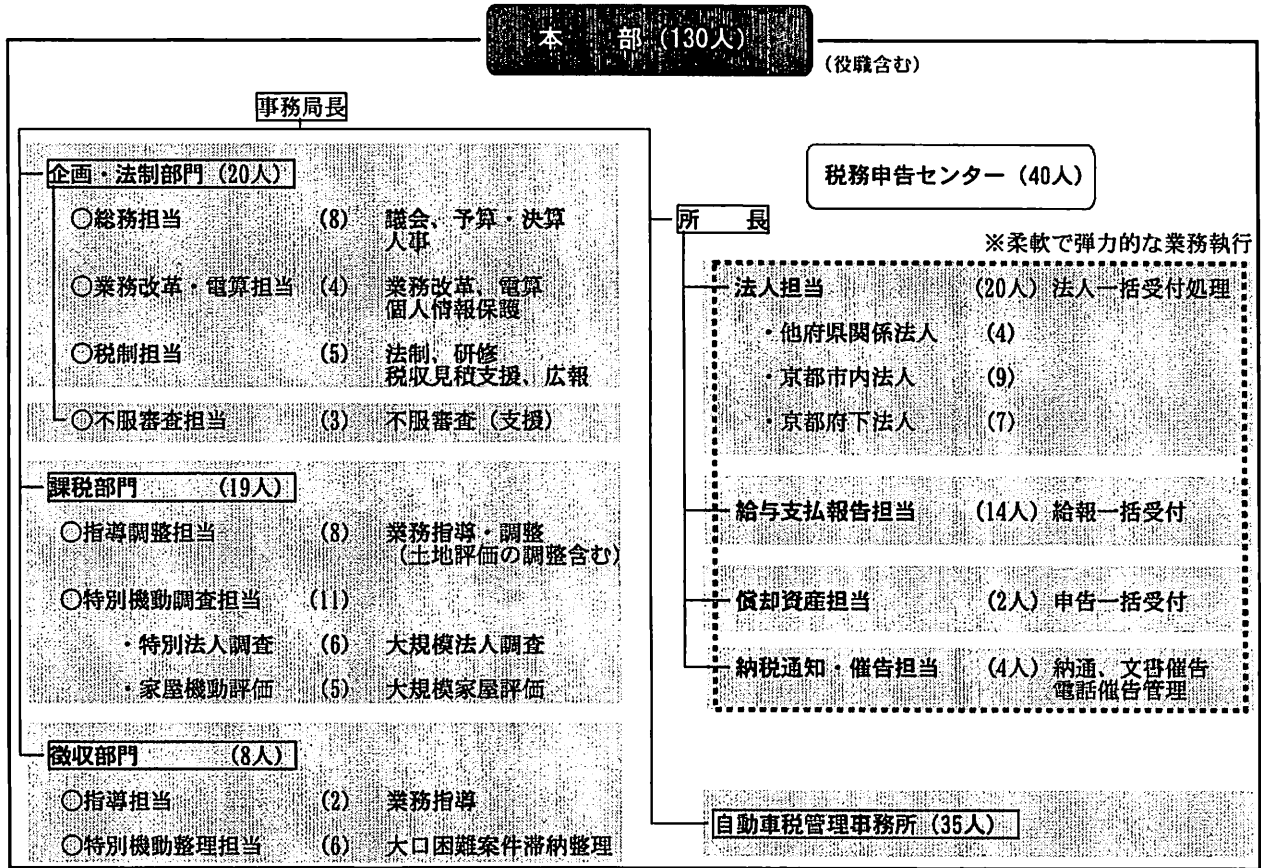 本　部（130人）
（役職含む）
事務局長
企画・法制部門（20人）
○総務担当　(8)　議会、予算・決算
人事
○業務改革・電算担当　(4)　業務改革、電算
個人情報保護
○税制担当　(5)　法制、研修
税収見積支援、広報
○不服審査担当　(3)　不服審査（支援）
課税部門　（19人）
○指導調整担当　(8)　業務指導・調整
（土地評価の調整含む）
○特別機動調査担当　(11)
・特別法人調査　(6)　大規模法人調査
・家屋機動評価　(5)　大規模家屋評価
徴収部門　（8人）
○指導担当　(2)　業務指導
○特別機動整理担当　(6)　大口困難案件滞納整理
税務申告センター（40人）
所　長
※柔軟で弾力的な業務執行
法人担当　（20人）法人一括受付処理
・他府県関係法人　(4)
・京都市内法人　(9)
・京都府下法人　(7)
給与支払報告担当　（14人）給報一括受付
償却資産担当　（2人）申告一括受付
納税通知・催告担当　（4人）納通、文書催告
電話催告管理
自動車税管理事務所（35人）